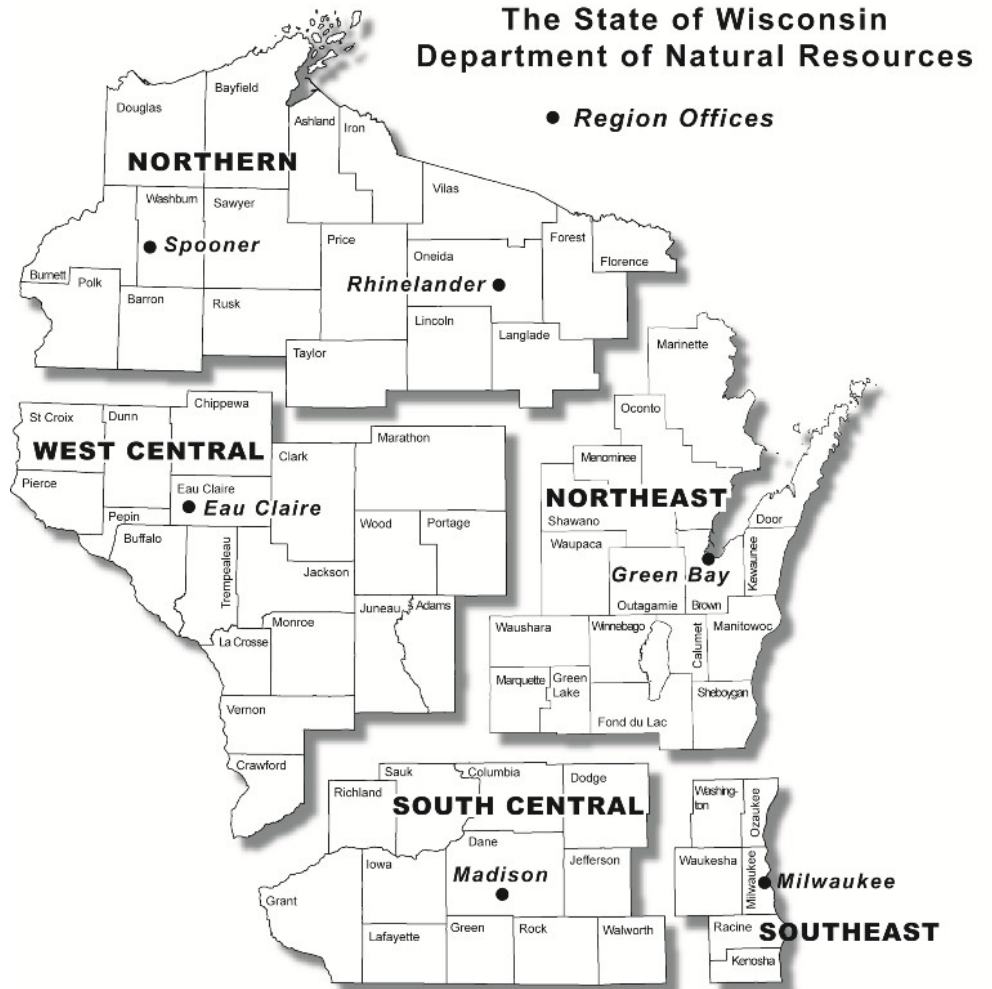 The State of Wisconsin
Department of Natural Resources
Region Offices
Douglas
Bayfield
Ashland
Iron
NORTHERN
Vilas
Washburn
Sawyer
Spooner
Price
Forest
Oneida
Florence
Burnett
Polk
Rhinelander
Barron
Rusk
Lincoln
Langlade
Taylor
Marinette
Chippewa
St Croix
Dunn
Oconto
WEST CENTRAL
Marathon
Clark
Menominee
Pierce
Eau Claire
Eau Claire
NORTHEAST
Pepin
Wood
Portage
Shawano
Door
Buffalo
Trempealeau
Waupaca
Kewaunee
Jackson
Green Bay
Juneau
Adams
Outagamie
Brown
Monroe
La Crosse
Waushara
Winnebago
Calumet
Manitowoc
Marquette
Green
Lake
Sheboygan
Vernon
Fond du Lac
Crawford
Sauk
Columbia
Dodge
Richland
SOUTH CENTRAL
Washing-
ton
Ozaukee
Dane
Iowa
Jefferson
Waukesha
Madison
Milwaukee
Milwaukee
Grant
Lafayette
Green
Rock
Walworth
Racine
SOUTHEAST
Kenosha